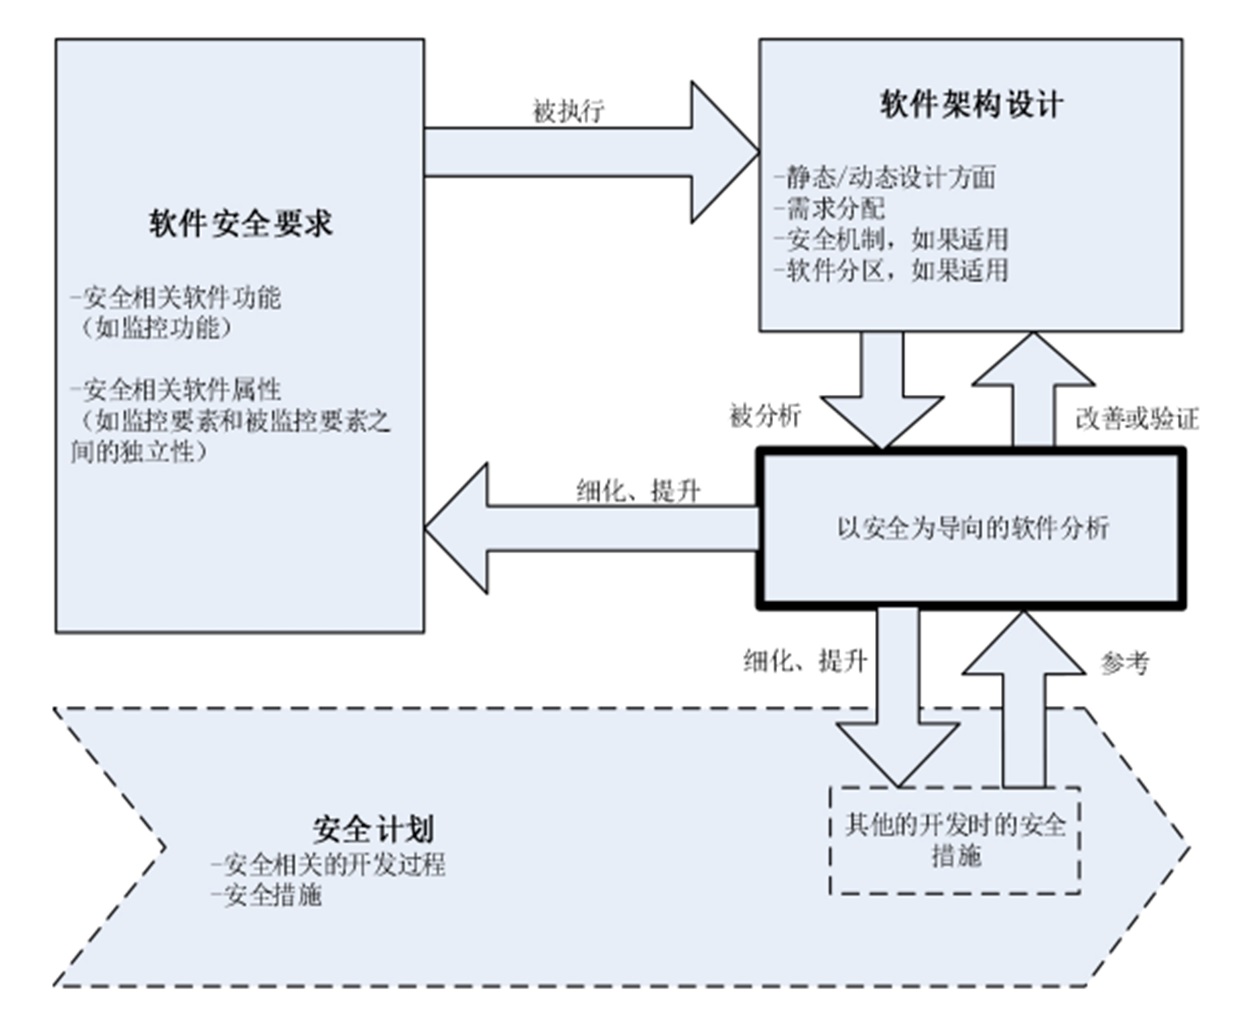 软件安全要求
-安全相关软件功能
（如监控功能）
-安全相关软件属性
（如监控要素和被监控要素之
间的独立性）
被执行
软件架构设计
-静态/动态设计方面
-需求分配
-安全机制，如果适用
-软件分区，如果适用
被分析
改善或验证
细化、提升
以安全为导向的软件分析
细化、提升
参考
安全计划
-安全相关的开发过程
-安全措施
其他的开发时的安全
措施